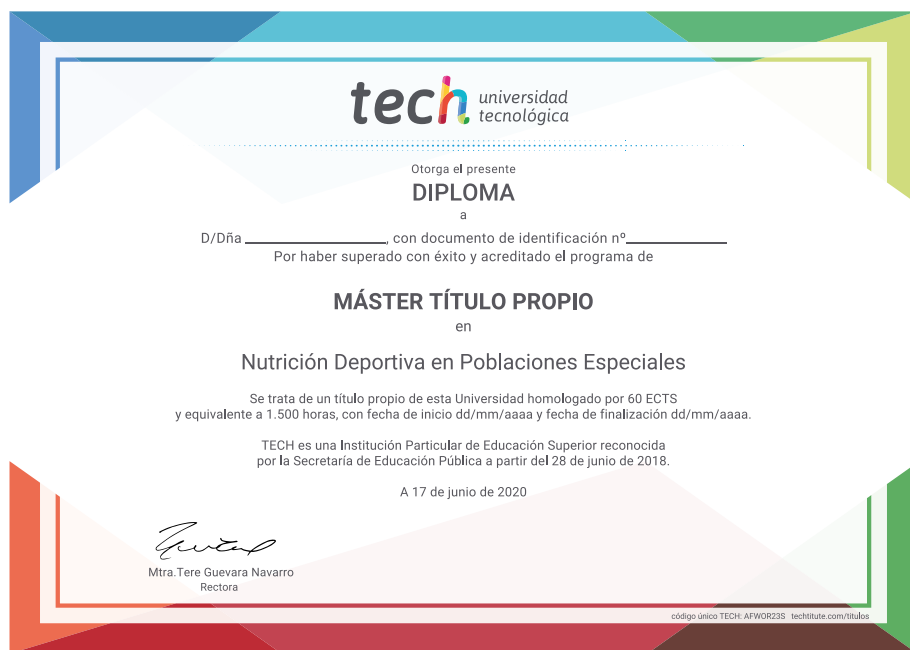 tech universidad
tecnológica
Otorga el presente
DIPLOMA
a
D/Dña ________________, con documento de identificación nº____________
Por haber superado con éxito y acreditado el programa de
MÁSTER TÍTULO PROPIO
en
Nutrición Deportiva en Poblaciones Especiales
Se trata de un título propio de esta Universidad homologado por 60 ECTS
y equivalente a 1.500 horas, con fecha de inicio dd/mm/aaaa y fecha de finalización dd/mm/aaaa.
TECH es una Institución Particular de Educación Superior reconocida
por la Secretaría de Educación Pública a partir del 28 de junio de 2018.
A 17 de junio de 2020
Mtra.Tere Guevara Navarro
Rectora
código único TECH: AFWOR23S techtitute.com/titulos